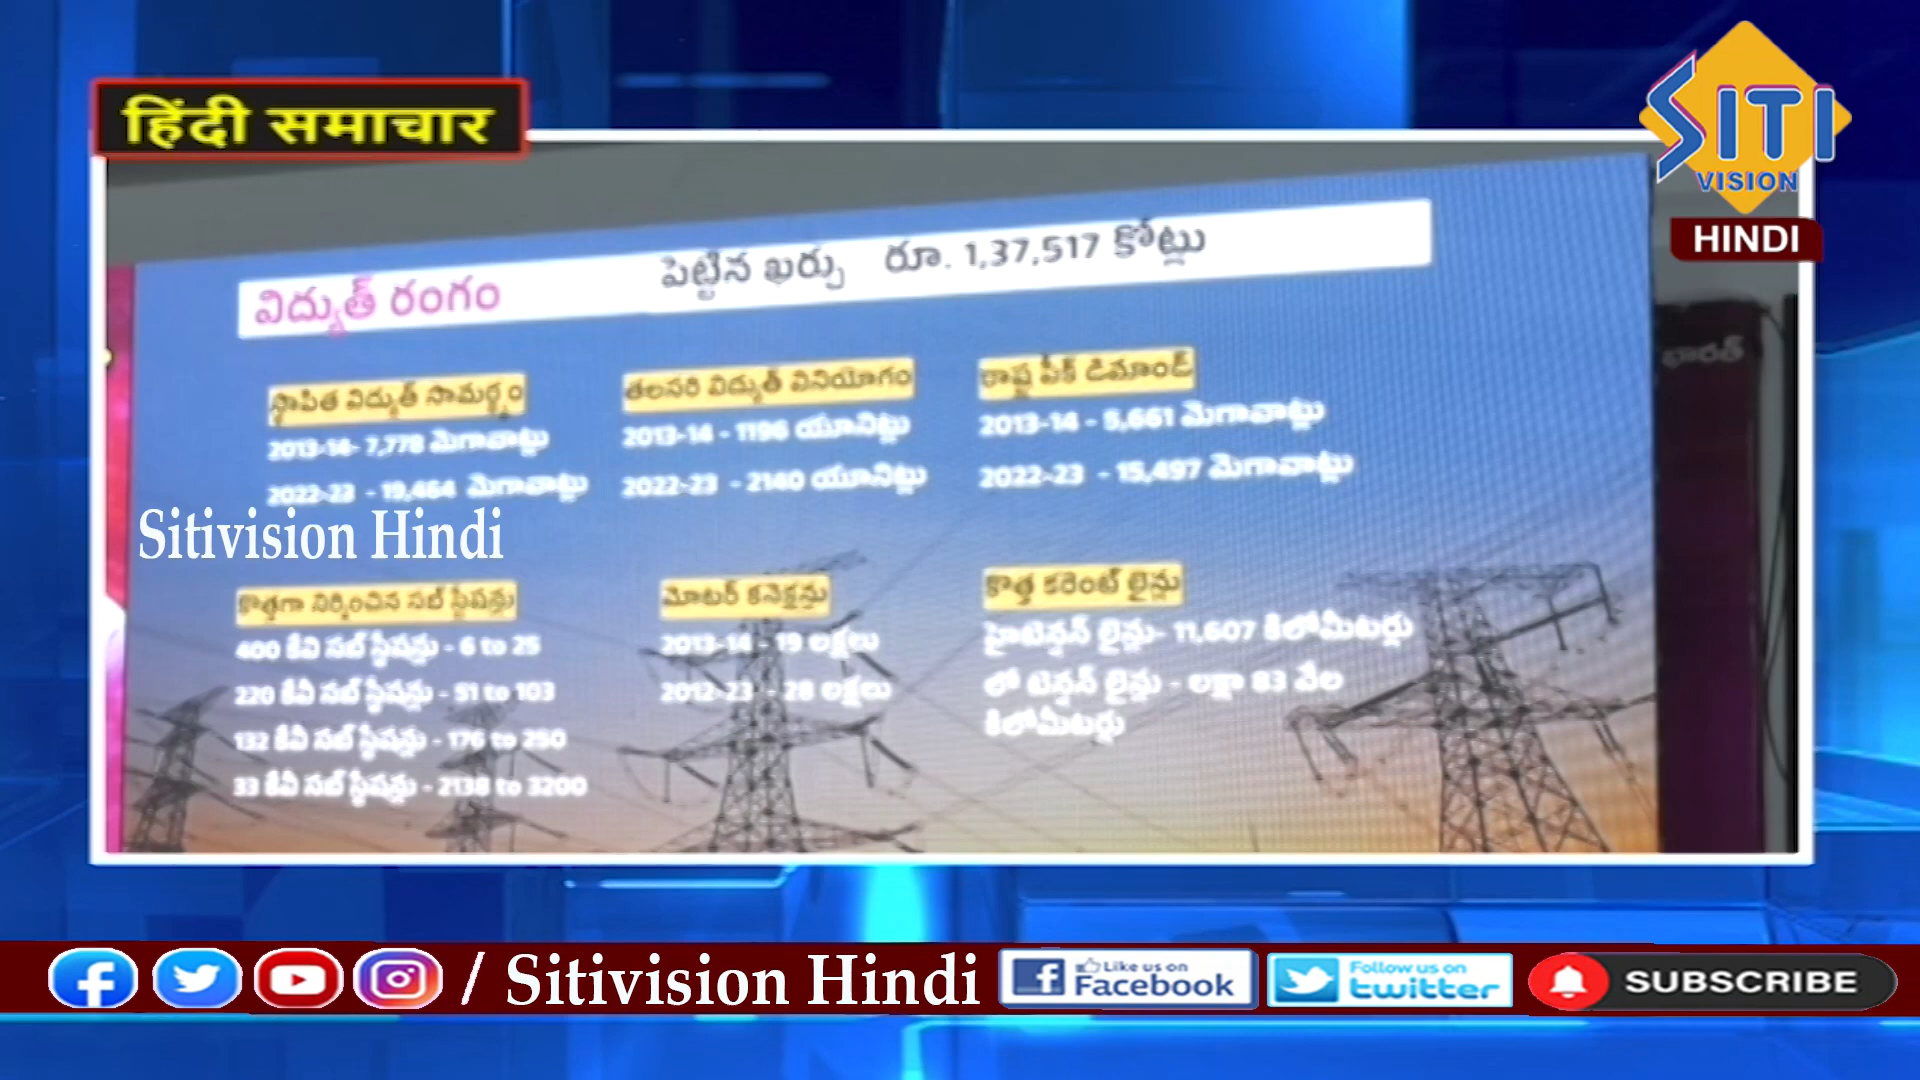 हिंदी समाचार
SITI
VISION
HINDI
విద్యుత్ రంగం పెట్టిన ఖర్చు రూ. 1,37,517 కోట్లు
భారత్
స్థాపిత విద్యుత్ సామర్థ్యం
2013-14- 7,778 మెగావాట్లు
2022-23 - 19,464 మెగావాట్లు
తలసరి విద్యుత్ వినియోగం
2013-14 - 1196 యూనిట్లు
2022-23 - 2140 యూనిట్లు
రాష్ట్ర పీక్ డిమాండ్
2013-14 - 5,661 మెగావాట్లు
2022-23 - 15,497 మెగావాట్లు
Sitivision Hindi
కొత్తగా నిర్మించిన సబ్ స్టేషన్లు
400 కేవీ సబ్ స్టేషన్లు - 6 to 25
220 కేవీ సబ్ స్టేషన్లు - 51 to 103
132 కేవీ సబ్ స్టేషన్లు - 176 to 250
33 కేవీ సబ్ స్టేషన్లు - 2138 to 3200
మోటర్ కనెక్షన్లు
2013-14 - 19 లక్షలు
2012-23 - 28 లక్షలు
కొత్త కరెంట్ లైన్లు
హైటెన్షన్ లైన్లు- 11,607 కిలోమీటర్లు
లో టెన్షన్ లైన్లు - లక్షా 83 వేల
కిలోమీటర్లు
/ Sitivision Hindi
Like us on
Facebook
Follow us on
twitter
SUBSCRIBE